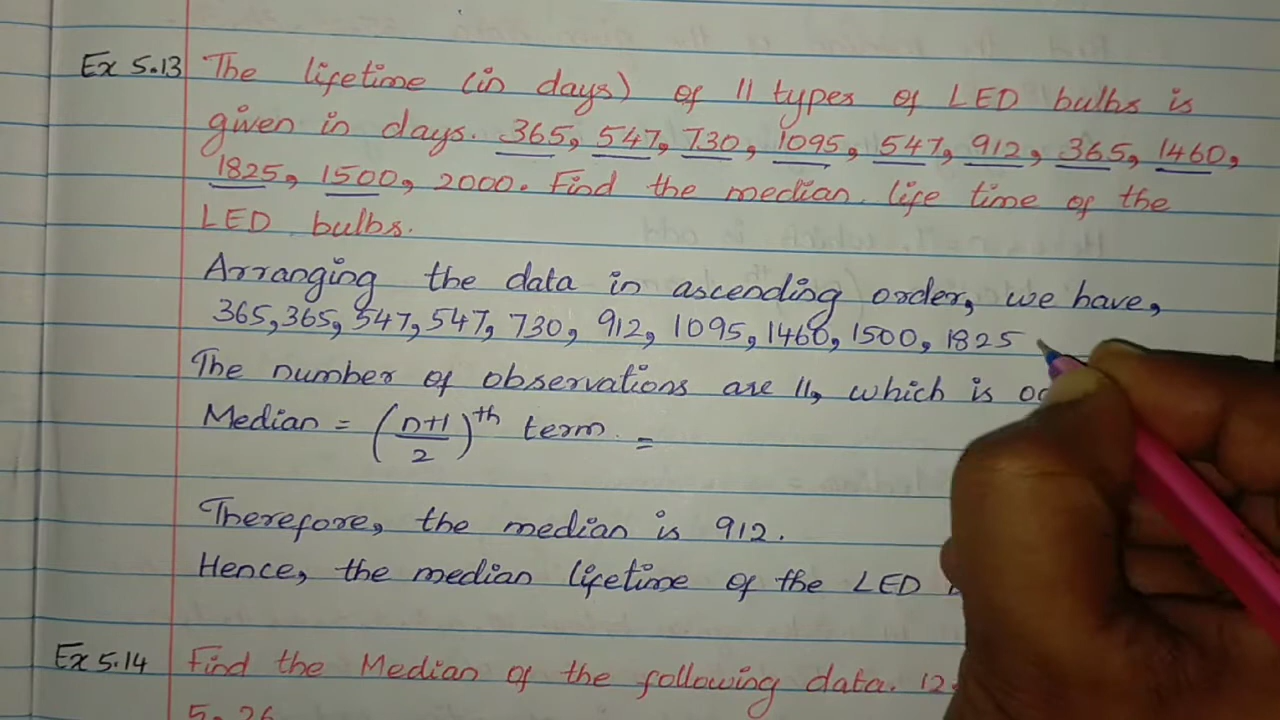 Ex 5.13 The lifetime (in days) of 11 types of LED bulbs is
given in days. 365, 547, 730, 1095, 547, 912, 365, 1460,
1825, 1500, 2000. Find the median life time of the
LED bulbs.
Arranging the data in ascending order, we have,
365, 365, 547, 547, 730, 912, 1095, 1460, 1500, 1825
The number of observations are 11, which is
Median = (n+1/2)th term. =
Therefore, the median is 912.
Hence, the median lifetime of the LED
Ex 5.14 Find the Median of the following data. 12
5, 26